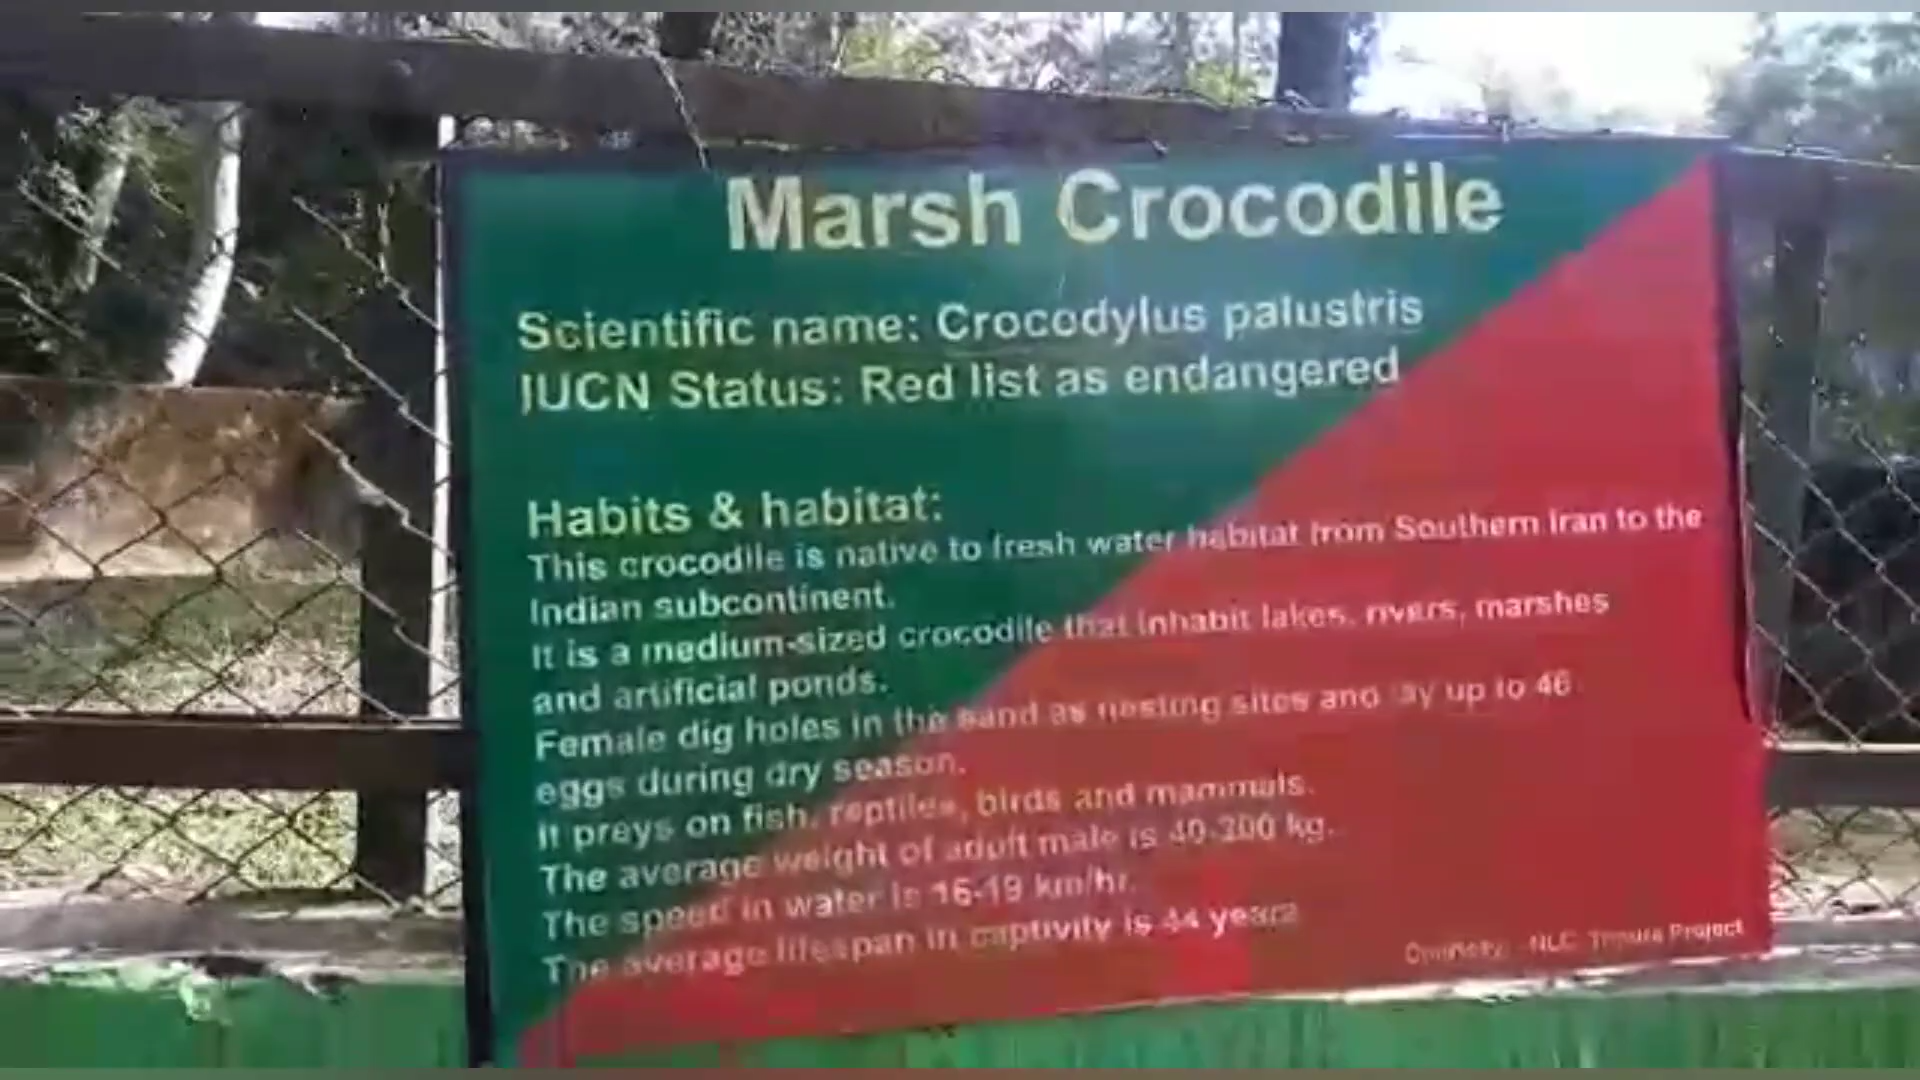 Marsh Crocodile
Scientific name: Crocodylus palustris
IUCN Status: Red list as endangered
Habits & habitat:
This crocodile is native to fresh water habitat from Southern Iran to the
Indian subcontinent.
It is a medium-sized crocodile that inhabit lakes, rivers, marshes
and artificial ponds.
Female dig holes in the sand as nesting sites and lay up to 46
eggs during dry season.
It preys on fish, reptiles, birds and mammals.
The average weight of adult male is 40-200 kg.
The speed in water is 16-19 km/hr.
The average lifespan in captivity is 44 years
Project